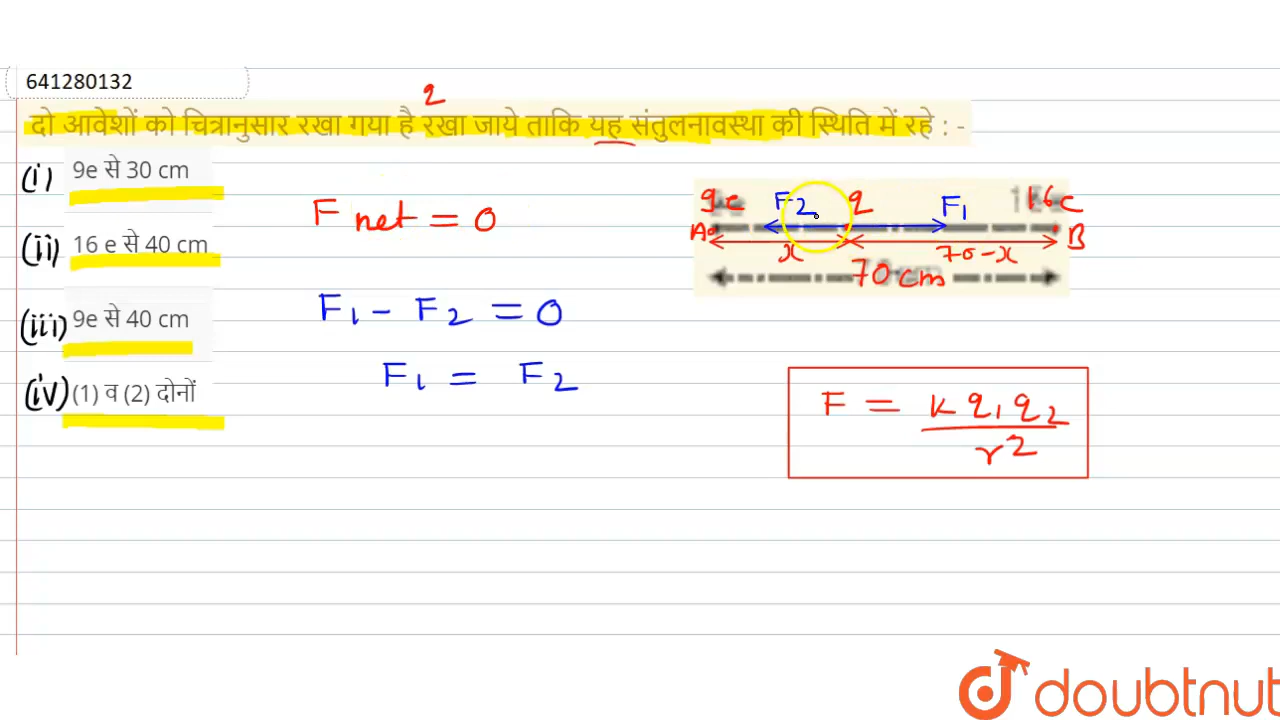 641280132
q
दो आवेशों को चित्रानुसार रखा गया है रखा जाये ताकि यह संतुलनावस्था की स्थिति में रहे : -
(i) 9e से 30 cm
(ii) 16 e से 40 cm
(iii) 9e से 40 cm
(iv) (1) व (2) दोनों
F net = 0
F1 - F2 = 0
F1 = F2
9e F2 q F1 16e
A B
x 70-x
70 cm
F = K q1 q2
r2
doubtnut